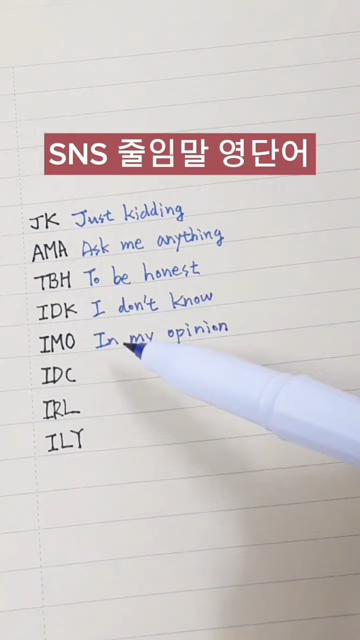 SNS 줄임말 영단어
JK Just kidding
AMA Ask me anything
TBH To be honest
IDK I don't know
IMO In my opinion
IDC
IRL
ILY